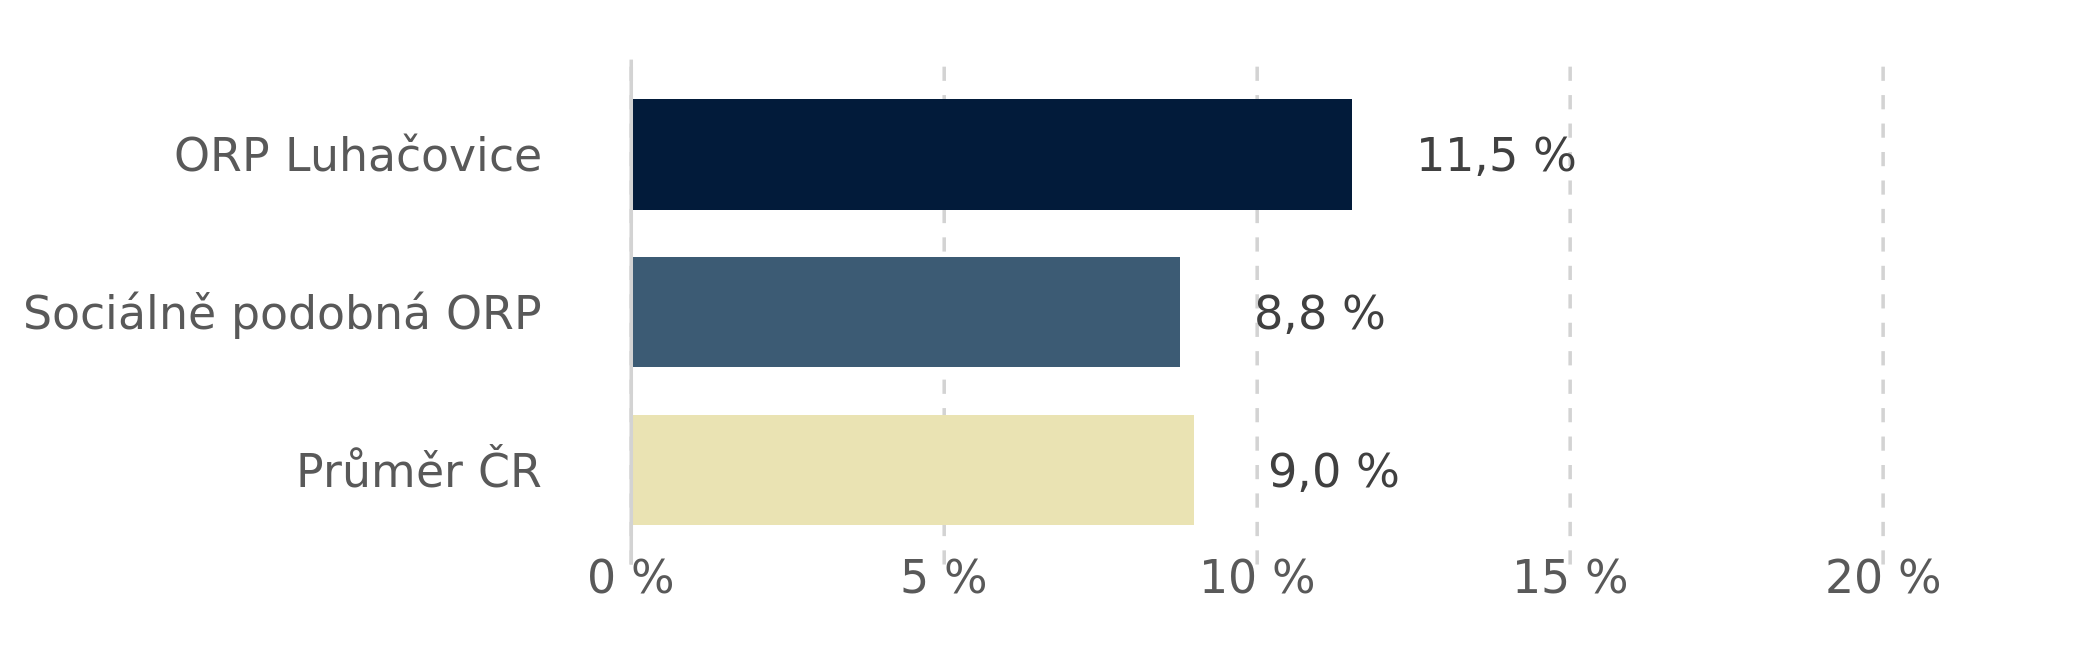 ORP Luhačovice 11,5 %
Sociálně podobná ORP 8,8 %
Průměr ČR 9,0 %
0 % 5 % 10 % 15 % 20 %